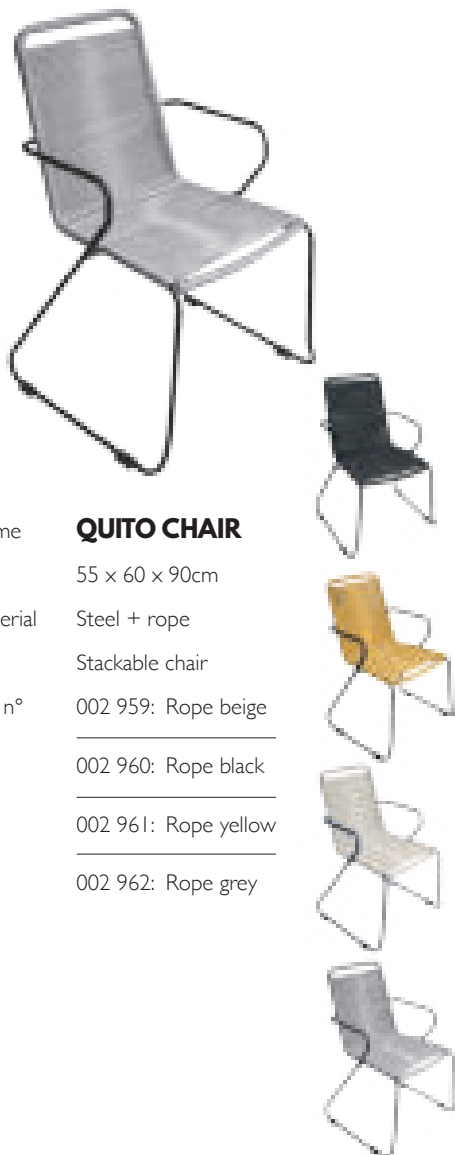 me
QUITO CHAIR
55 x 60 x 90cm
erial
Steel + rope
Stackable chair
n°
002 959: Rope beige
002 960: Rope black
002 961: Rope yellow
002 962: Rope grey